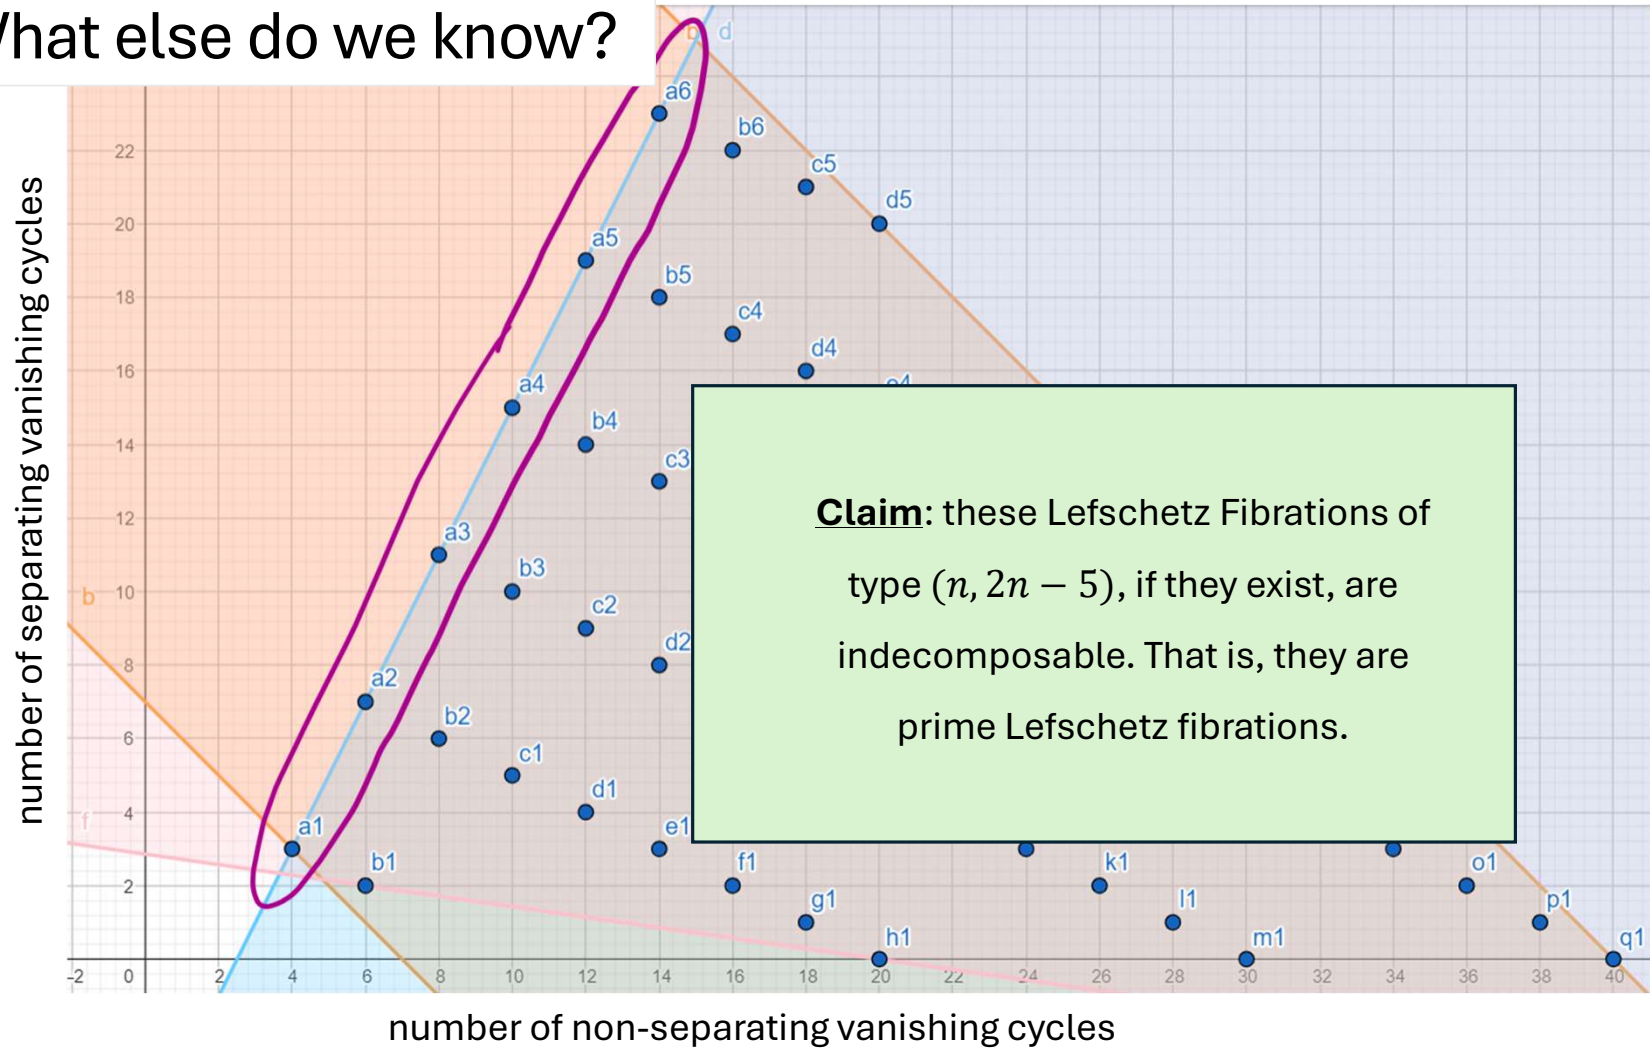 What else do we know?
b d
a6
b6
22
c5
d5
20
a5
b5
18
c4
d4
16
a4
e4
b4
14
c3
12
a3
b3
b 10
c2
d2
8
a2
b2
6
c1
d1
4
f
a1
e1
b1
f1
k1
o1
2
g1
l1
p1
h1
m1
q1
-2 0 2 4 6 8 10 12 14 16 18 20 22 24 26 28 30 32 34 36 38 40
number of separating vanishing cycles
number of non-separating vanishing cycles
Claim: these Lefschetz Fibrations of
type (n, 2n − 5), if they exist, are
indecomposable. That is, they are
prime Lefschetz fibrations.